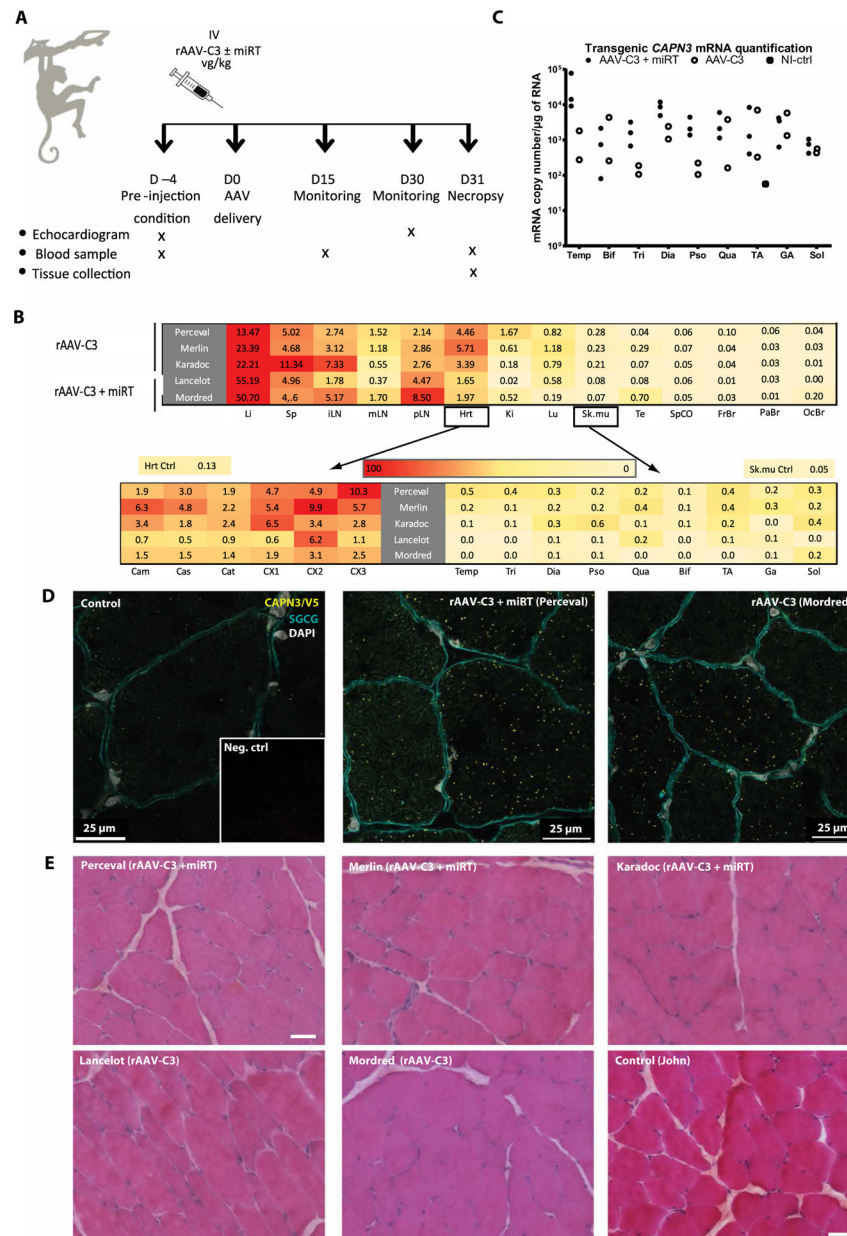 A
IV
rAAV-C3 ± miRT
vg/kg
D –4
Pre-injection
condition
D0
AAV
delivery
D15
Monitoring
D30
Monitoring
D31
Necropsy
• Echocardiogram x x
• Blood sample x x x
• Tissue collection x
C
Transgenic CAPN3 mRNA quantification
AAV-C3 + miRT AAV-C3 NI-ctrl
mRNA copy number/µg of RNA
10⁵
10⁴
10³
10²
10¹
10⁰
Temp Bif Tri Dia Pso Qua TA GA Sol
B
rAAV-C3
rAAV-C3 + miRT
Perceval 13.47 5.02 2.74 1.52 2.14 4.46 1.67 0.82 0.28 0.04 0.06 0.10 0.06 0.04
Merlin 23.39 4.68 3.12 1.18 2.86 5.71 0.61 1.18 0.23 0.29 0.07 0.04 0.03 0.03
Karadoc 22.21 11.34 7.33 0.55 2.76 3.39 0.18 0.79 0.21 0.07 0.05 0.04 0.03 0.01
Lancelot 55.19 4.96 1.78 0.37 4.47 1.65 0.02 0.58 0.08 0.08 0.06 0.01 0.03 0.00
Mordred 50.70 4,.6 5.17 1.70 8.50 1.97 0.52 0.19 0.07 0.70 0.05 0.04 0.01 0.20
Li Sp iLN mLN pLN Hrt Ki Lu Sk.mu Te SpCO FrBr PaBr OcBr
Hrt Ctrl 0.13
100 0
Sk.mu Ctrl 0.05
1.9 3.0 1.9 4.7 4.9 10.3 Perceval 0.5 0.4 0.3 0.2 0.2 0.1 0.4 0.2 0.3
6.3 4.8 2.2 5.4 9.9 5.7 Merlin 0.2 0.1 0.2 0.2 0.4 0.1 0.4 0.3 0.2
3.4 1.8 2.4 6.5 3.4 2.8 Karadoc 0.1 0.1 0.3 0.6 0.1 0.1 0.2 0.0 0.4
0.7 0.5 0.9 0.6 6.2 1.1 Lancelot 0.0 0.0 0.1 0.1 0.2 0.0 0.1 0.0 0.1
1.5 1.5 1.4 1.9 3.1 2.5 Mordred 0.0 0.0 0.1 0.1 0.1 0.0 0.1 0.0 0.2
Cam Cas Cat CX1 CX2 CX3 Temp Tri Dia Pso Qua Bif TA Ga Sol
D
Control
CAPN3/V5
SGCG
DAPI
Neg. ctrl
25 µm
rAAV-C3 + miRT (Perceval)
25 µm
rAAV-C3 (Mordred)
25 µm
E
Perceval (rAAV-C3 +miRT)
Merlin (rAAV-C3 + miRT)
Karadoc (rAAV-C3 + miRT)
Lancelot (rAAV-C3)
Mordred (rAAV-C3)
Control (John)